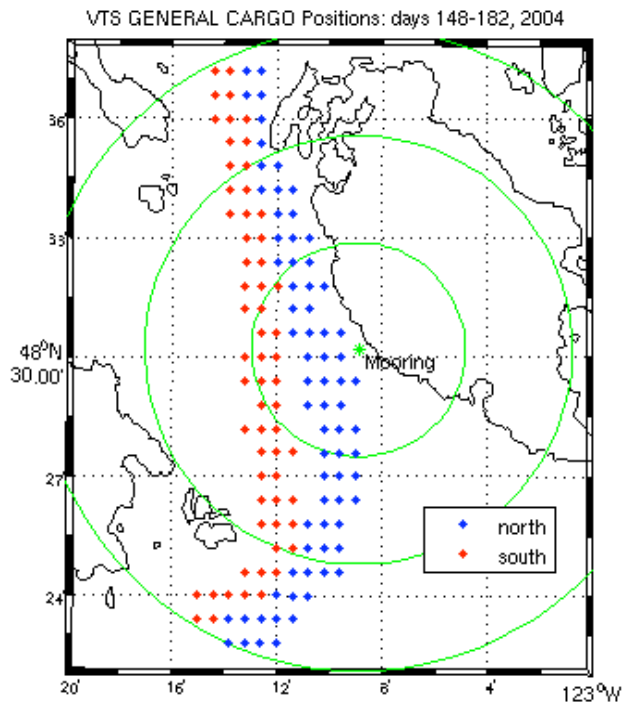 VTS GENERAL CARGO Positions: days 148-182, 2004
36
33
48°N
30.00'
Mooring
27
north
south
24
20'
16'
12'
8'
4'
123°W